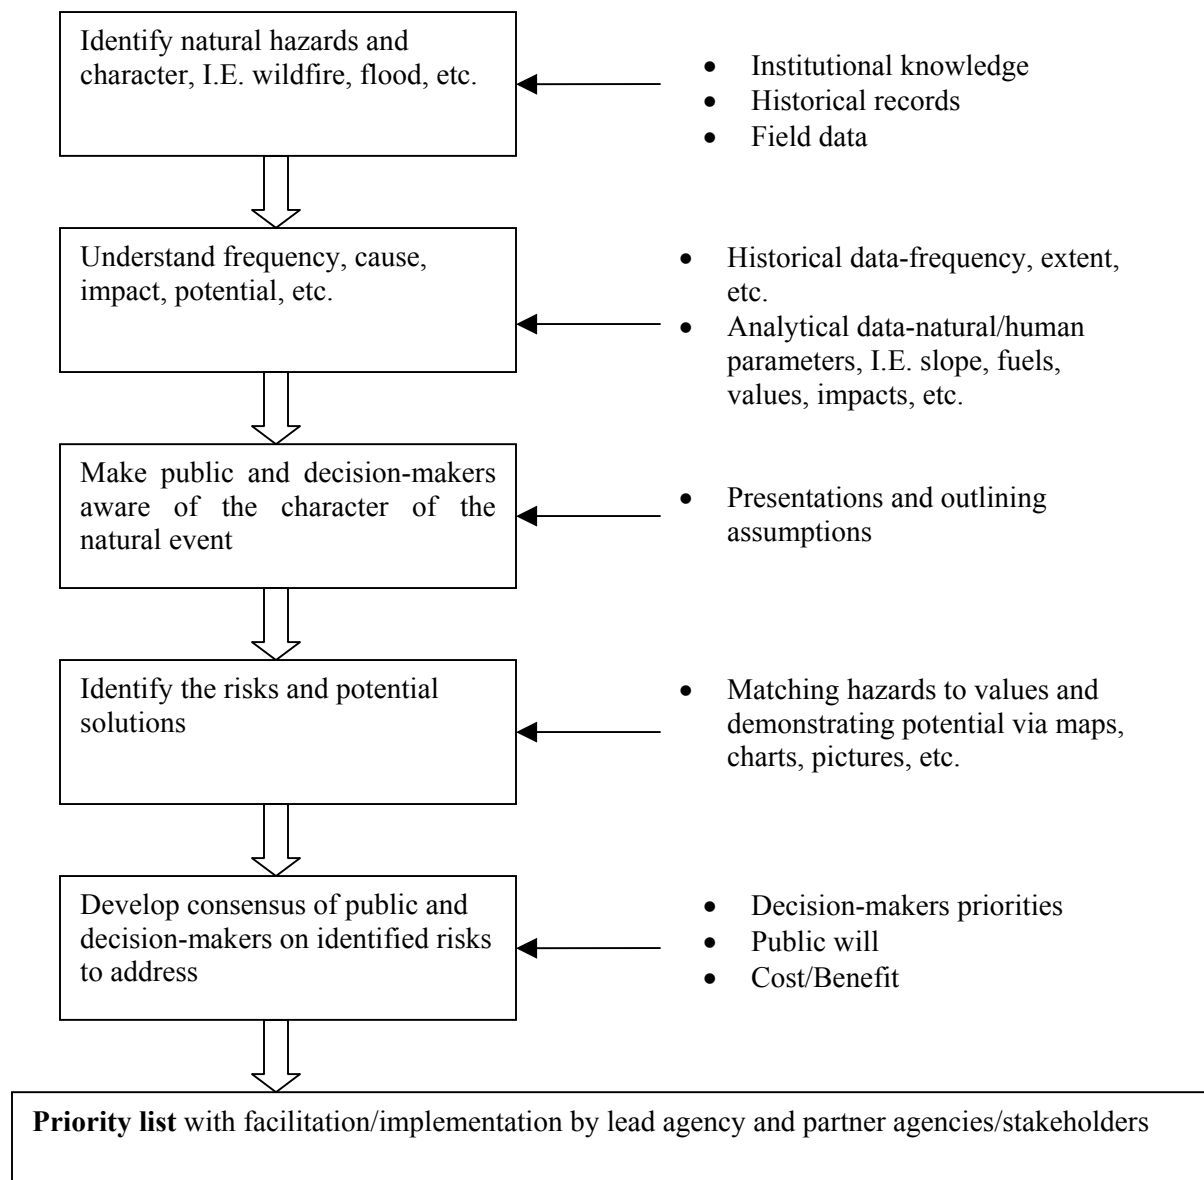 Identify natural hazards and
character, I.E. wildfire, flood, etc.
• Institutional knowledge
• Historical records
• Field data
Understand frequency, cause,
impact, potential, etc.
• Historical data-frequency, extent,
etc.
• Analytical data-natural/human
parameters, I.E. slope, fuels,
values, impacts, etc.
Make public and decision-makers
aware of the character of the
natural event
• Presentations and outlining
assumptions
Identify the risks and potential
solutions
• Matching hazards to values and
demonstrating potential via maps,
charts, pictures, etc.
Develop consensus of public and
decision-makers on identified risks
to address
• Decision-makers priorities
• Public will
• Cost/Benefit
Priority list with facilitation/implementation by lead agency and partner agencies/stakeholders